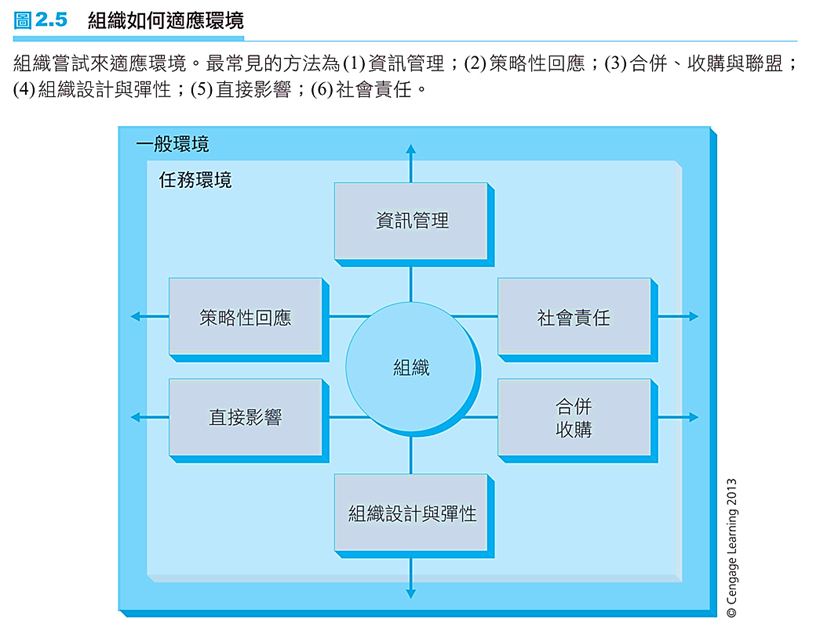 圖2.5 組織如何適應環境
組織嘗試來適應環境。最常見的方法為(1)資訊管理；(2)策略性回應；(3)合併、收購與聯盟；
(4)組織設計與彈性；(5)直接影響；(6)社會責任。
一般環境
任務環境
資訊管理
策略性回應
社會責任
組織
直接影響
合併
收購
組織設計與彈性
© Cengage Learning 2013